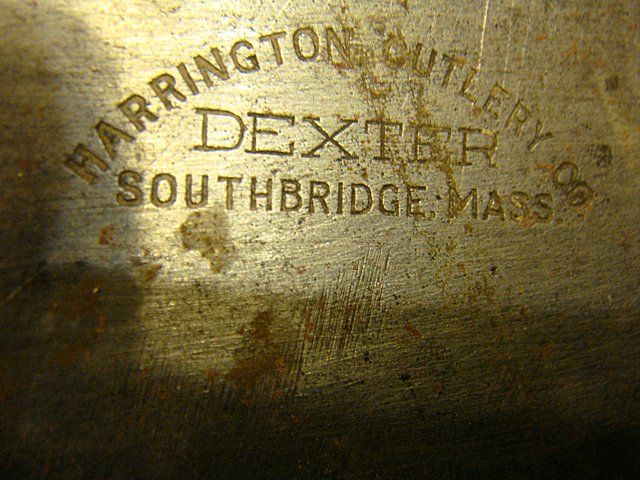 HARRINGTON CUTLERY CO.
DEXTER
SOUTHBRIDGE, MASS.